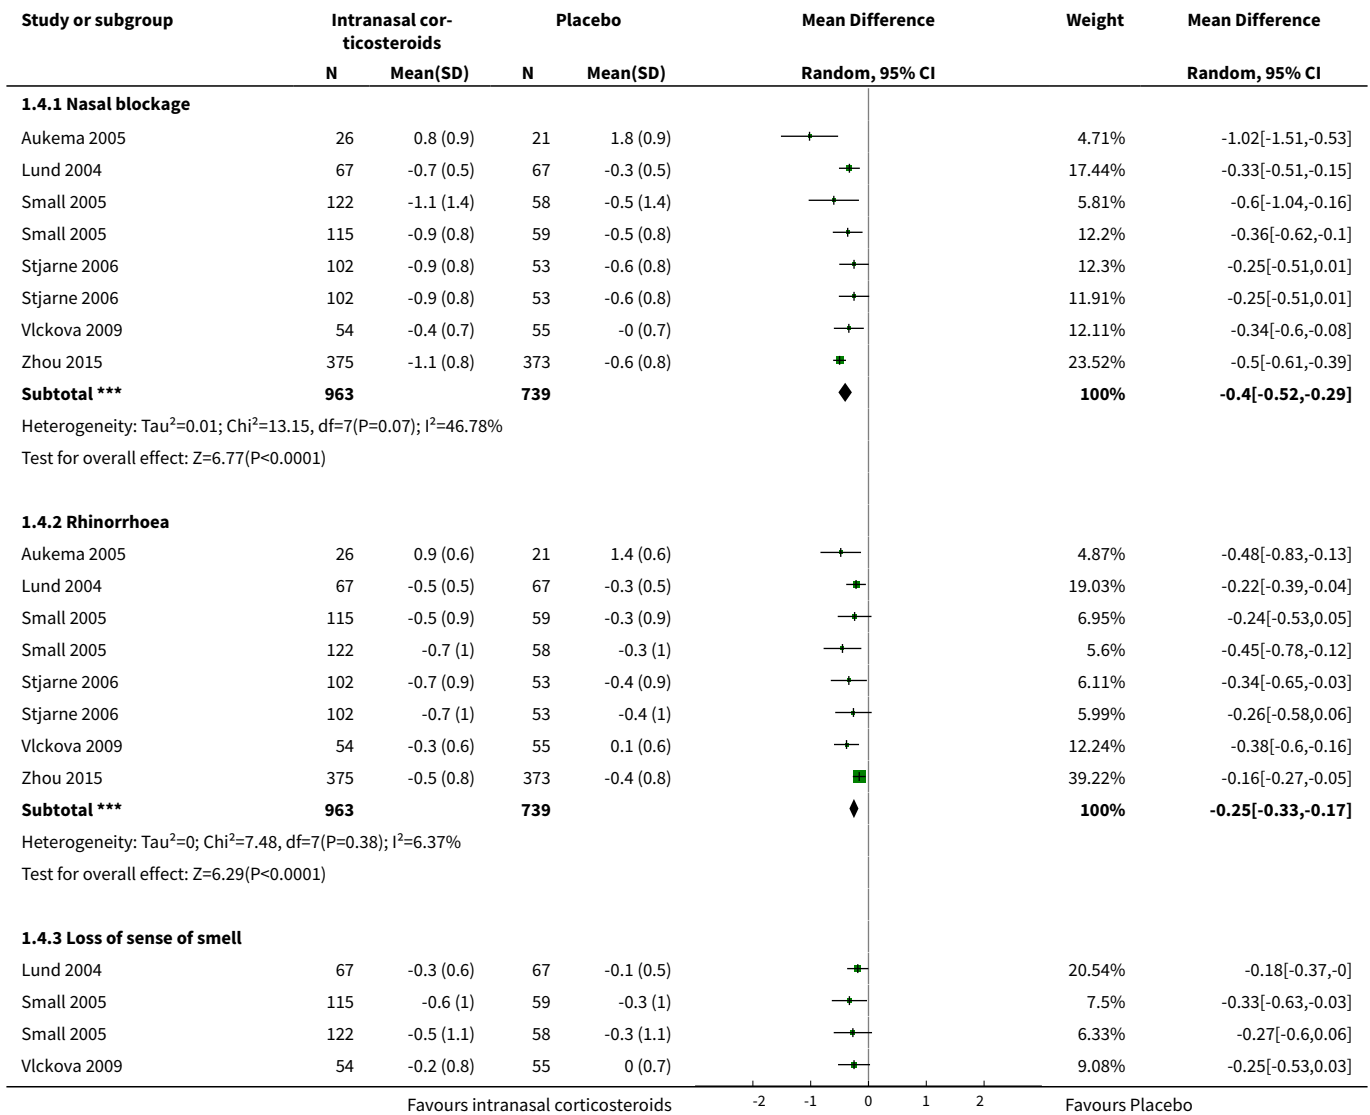 Study or subgroup Intranasal cor- Placebo Mean Difference Weight Mean Difference
ticosteroids
N Mean(SD) N Mean(SD) Random, 95% CI Random, 95% CI
1.4.1 Nasal blockage
Aukema 2005 26 0.8 (0.9) 21 1.8 (0.9) 4.71% -1.02[-1.51,-0.53]
Lund 2004 67 -0.7 (0.5) 67 -0.3 (0.5) 17.44% -0.33[-0.51,-0.15]
Small 2005 122 -1.1 (1.4) 58 -0.5 (1.4) 5.81% -0.6[-1.04,-0.16]
Small 2005 115 -0.9 (0.8) 59 -0.5 (0.8) 12.2% -0.36[-0.62,-0.1]
Stjarne 2006 102 -0.9 (0.8) 53 -0.6 (0.8) 12.3% -0.25[-0.51,0.01]
Stjarne 2006 102 -0.9 (0.8) 53 -0.6 (0.8) 11.91% -0.25[-0.51,0.01]
Vlckova 2009 54 -0.4 (0.7) 55 -0 (0.7) 12.11% -0.34[-0.6,-0.08]
Zhou 2015 375 -1.1 (0.8) 373 -0.6 (0.8) 23.52% -0.5[-0.61,-0.39]
Subtotal *** 963 739 100% -0.4[-0.52,-0.29]
Heterogeneity: Tau²=0.01; Chi²=13.15, df=7(P=0.07); I²=46.78%
Test for overall effect: Z=6.77(P<0.0001)
1.4.2 Rhinorrhoea
Aukema 2005 26 0.9 (0.6) 21 1.4 (0.6) 4.87% -0.48[-0.83,-0.13]
Lund 2004 67 -0.5 (0.5) 67 -0.3 (0.5) 19.03% -0.22[-0.39,-0.04]
Small 2005 115 -0.5 (0.9) 59 -0.3 (0.9) 6.95% -0.24[-0.53,0.05]
Small 2005 122 -0.7 (1) 58 -0.3 (1) 5.6% -0.45[-0.78,-0.12]
Stjarne 2006 102 -0.7 (0.9) 53 -0.4 (0.9) 6.11% -0.34[-0.65,-0.03]
Stjarne 2006 102 -0.7 (1) 53 -0.4 (1) 5.99% -0.26[-0.58,0.06]
Vlckova 2009 54 -0.3 (0.6) 55 0.1 (0.6) 12.24% -0.38[-0.6,-0.16]
Zhou 2015 375 -0.5 (0.8) 373 -0.4 (0.8) 39.22% -0.16[-0.27,-0.05]
Subtotal *** 963 739 100% -0.25[-0.33,-0.17]
Heterogeneity: Tau²=0; Chi²=7.48, df=7(P=0.38); I²=6.37%
Test for overall effect: Z=6.29(P<0.0001)
1.4.3 Loss of sense of smell
Lund 2004 67 -0.3 (0.6) 67 -0.1 (0.5) 20.54% -0.18[-0.37,-0]
Small 2005 115 -0.6 (1) 59 -0.3 (1) 7.5% -0.33[-0.63,-0.03]
Small 2005 122 -0.5 (1.1) 58 -0.3 (1.1) 6.33% -0.27[-0.6,0.06]
Vlckova 2009 54 -0.2 (0.8) 55 0 (0.7) 9.08% -0.25[-0.53,0.03]
Favours intranasal corticosteroids -2 -1 0 1 2 Favours Placebo